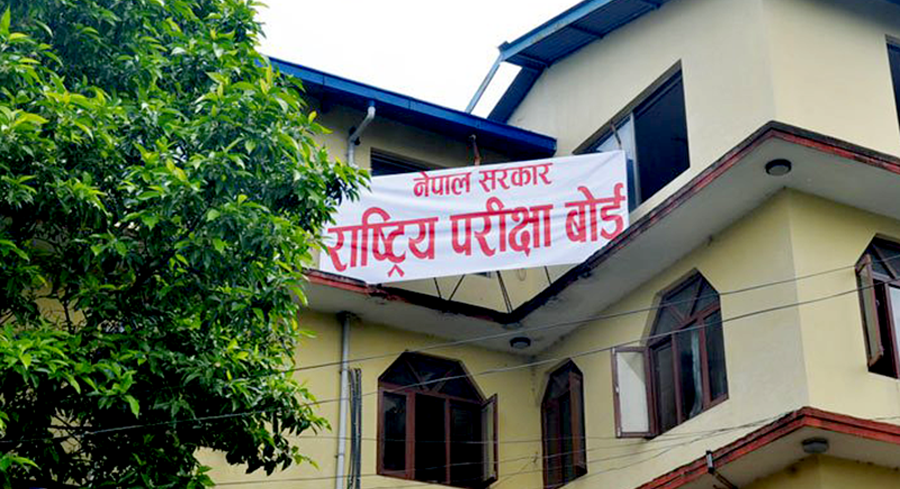 नेपाल सरकार
राष्ट्रिय परीक्षा बोर्ड